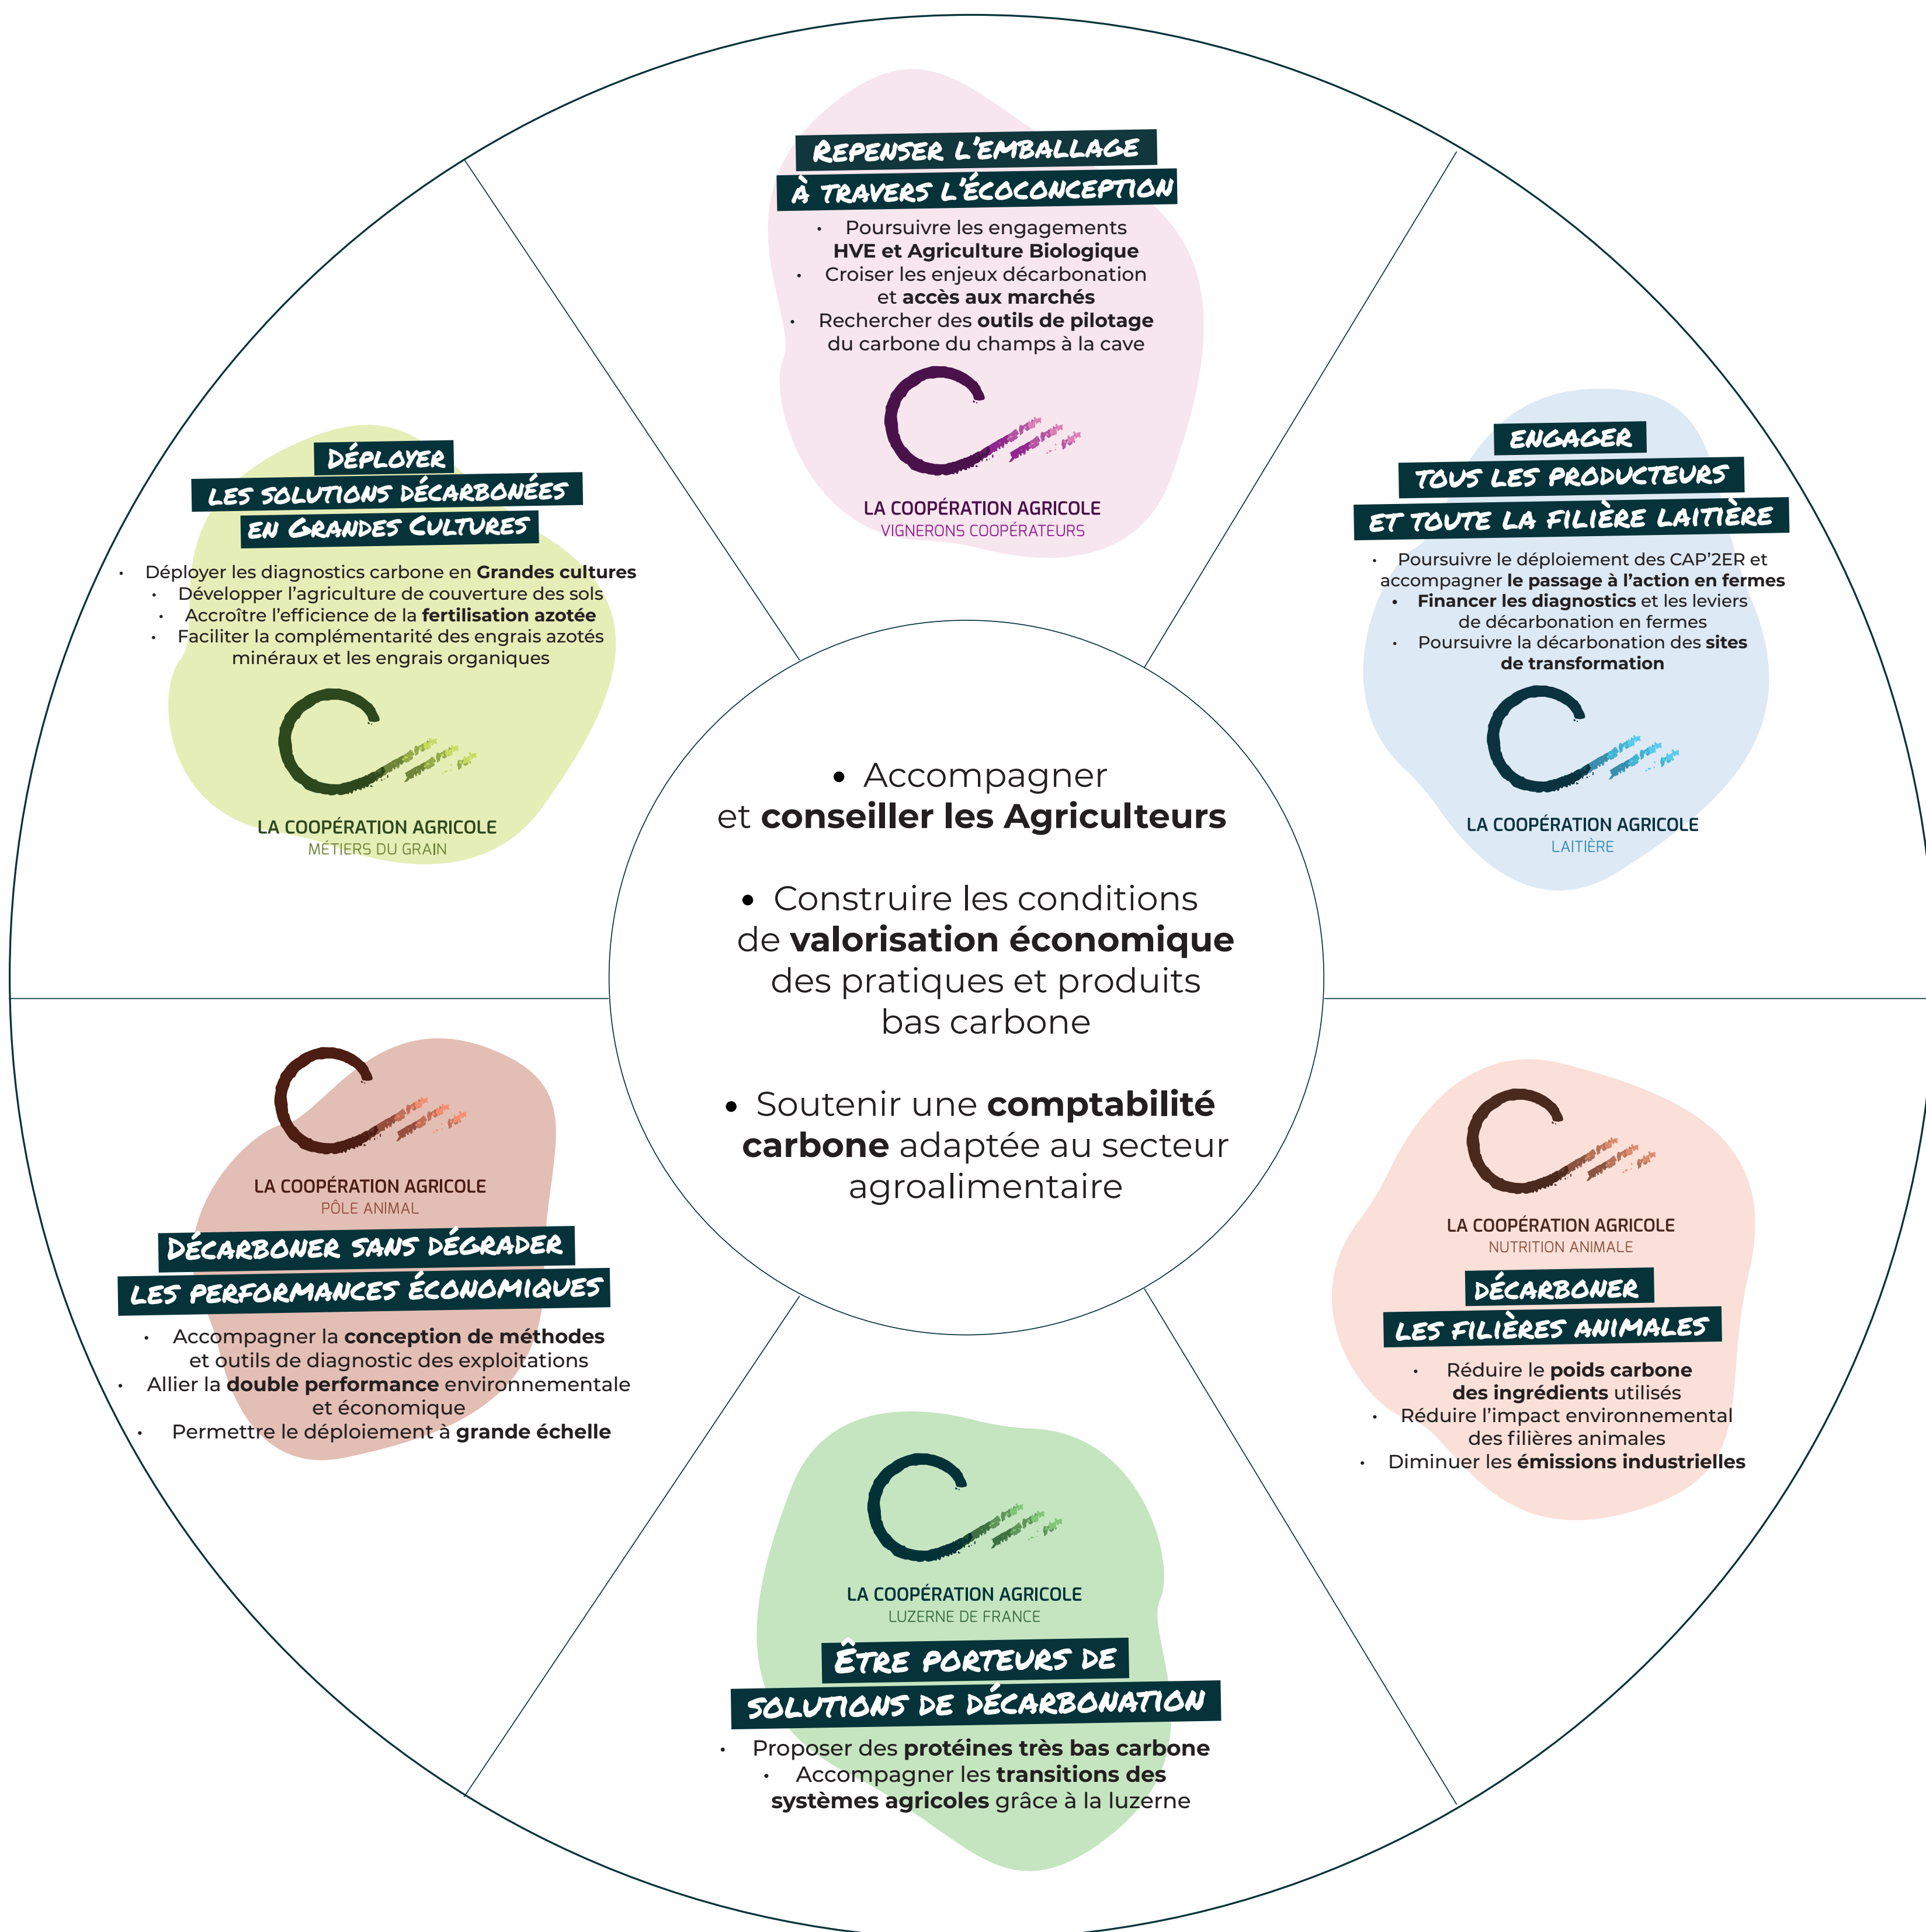 REPENSER L'EMBALLAGE
À TRAVERS L'ÉCOCONCEPTION
• Poursuivre les engagements
HVE et Agriculture Biologique
• Croiser les enjeux décarbonation
et accès aux marchés
• Rechercher des outils de pilotage
du carbone du champs à la cave
LA COOPÉRATION AGRICOLE
VIGNERONS COOPÉRATEURS
ENGAGER
TOUS LES PRODUCTEURS
ET TOUTE LA FILIÈRE LAITIÈRE
• Poursuivre le déploiement des CAP'2ER et
accompagner le passage à l'action en fermes
• Financer les diagnostics et les leviers
de décarbonation en fermes
• Poursuivre la décarbonation des sites
de transformation
LA COOPÉRATION AGRICOLE
LAITIÈRE
DÉPLOYER
LES SOLUTIONS DÉCARBONÉES
EN GRANDES CULTURES
• Déployer les diagnostics carbone en Grandes cultures
• Développer l'agriculture de couverture des sols
• Accroître l'efficience de la fertilisation azotée
• Faciliter la complémentarité des engrais azotés
minéraux et les engrais organiques
LA COOPÉRATION AGRICOLE
MÉTIERS DU GRAIN
• Accompagner
et conseiller les Agriculteurs
• Construire les conditions
de valorisation économique
des pratiques et produits
bas carbone
• Soutenir une comptabilité
carbone adaptée au secteur
agroalimentaire
LA COOPÉRATION AGRICOLE
PÔLE ANIMAL
DÉCARBONER SANS DÉGRADER
LES PERFORMANCES ÉCONOMIQUES
• Accompagner la conception de méthodes
et outils de diagnostic des exploitations
• Allier la double performance environnementale
et économique
• Permettre le déploiement à grande échelle
LA COOPÉRATION AGRICOLE
NUTRITION ANIMALE
DÉCARBONER
LES FILIÈRES ANIMALES
• Réduire le poids carbone
des ingrédients utilisés
• Réduire l'impact environnemental
des filières animales
• Diminuer les émissions industrielles
LA COOPÉRATION AGRICOLE
LUZERNE DE FRANCE
ÊTRE PORTEURS DE
SOLUTIONS DE DÉCARBONATION
• Proposer des protéines très bas carbone
• Accompagner les transitions des
systèmes agricoles grâce à la luzerne